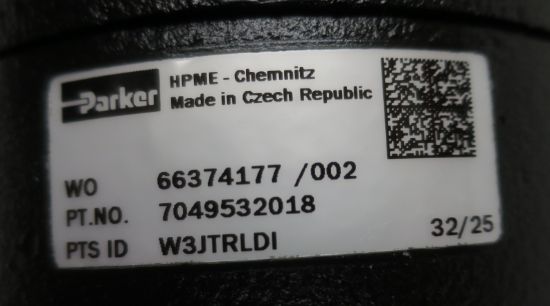 Parker
HPME - Chemnitz
Made in Czech Republic
WO 66374177 /002
PT.NO. 7049532018
PTS ID W3JTRLDI
32/25